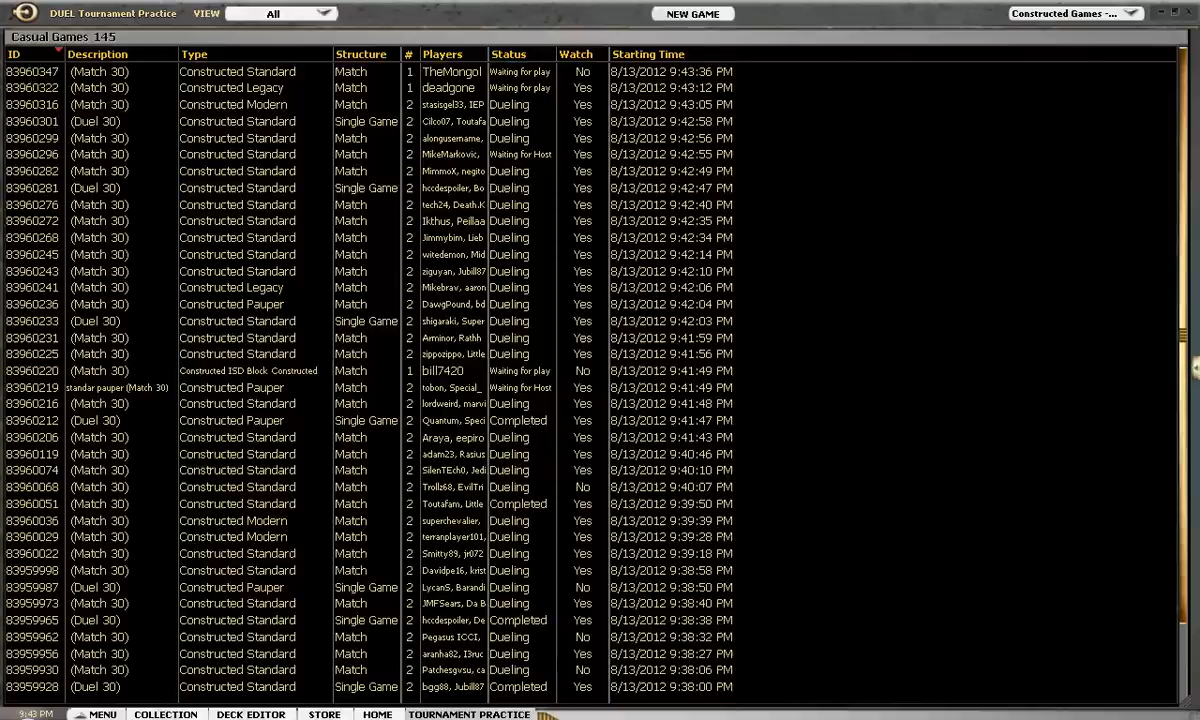 DUEL Tournament Practice VIEW All NEW GAME Constructed Games -...
Casual Games 145
ID Description Type Structure # Players Status Watch Starting Time
83960347 (Match 30) Constructed Standard Match 1 TheMongol Waiting for play No 8/13/2012 9:43:36 PM
83960322 (Match 30) Constructed Legacy Match 1 deadgone Waiting for play Yes 8/13/2012 9:43:12 PM
83960316 (Match 30) Constructed Modern Match 2 stasisgel33, IEP Dueling Yes 8/13/2012 9:43:05 PM
83960301 (Duel 30) Constructed Standard Single Game 2 Cilco07, Toutafa Dueling Yes 8/13/2012 9:42:58 PM
83960299 (Match 30) Constructed Standard Match 2 alongusername, Dueling Yes 8/13/2012 9:42:56 PM
83960296 (Match 30) Constructed Standard Match 2 MikeMarkovic, Waiting for Host Yes 8/13/2012 9:42:55 PM
83960282 (Match 30) Constructed Standard Match 2 MimmoX, negito Dueling Yes 8/13/2012 9:42:49 PM
83960281 (Duel 30) Constructed Standard Single Game 2 hccdespoiler, Bo Dueling Yes 8/13/2012 9:42:47 PM
83960276 (Match 30) Constructed Standard Match 2 tech24, Death.K Dueling Yes 8/13/2012 9:42:40 PM
83960272 (Match 30) Constructed Standard Match 2 Ikthus, Peillaa Dueling Yes 8/13/2012 9:42:35 PM
83960268 (Match 30) Constructed Standard Match 2 Jimmybim, Lieb Dueling Yes 8/13/2012 9:42:34 PM
83960245 (Match 30) Constructed Standard Match 2 witedemon, Mid Dueling Yes 8/13/2012 9:42:14 PM
83960243 (Match 30) Constructed Standard Match 2 ziguyan, Jubill87 Dueling Yes 8/13/2012 9:42:10 PM
83960241 (Match 30) Constructed Legacy Match 2 Mikebrav, aaron Dueling Yes 8/13/2012 9:42:06 PM
83960236 (Match 30) Constructed Pauper Match 2 DawgPound, bd Dueling Yes 8/13/2012 9:42:04 PM
83960233 (Duel 30) Constructed Standard Single Game 2 shigaraki, Super Dueling Yes 8/13/2012 9:42:03 PM
83960231 (Match 30) Constructed Standard Match 2 Arminor, Rathh Dueling Yes 8/13/2012 9:41:59 PM
83960225 (Match 30) Constructed Standard Match 2 zippozippo, Little Dueling Yes 8/13/2012 9:41:56 PM
83960220 (Match 30) Constructed ISD Block Constructed Match 1 bill7420 Waiting for play No 8/13/2012 9:41:49 PM
83960219 standar pauper (Match 30) Constructed Pauper Match 2 tobon, Special_ Waiting for Host Yes 8/13/2012 9:41:49 PM
83960216 (Match 30) Constructed Standard Match 2 lordweird, marvi Dueling Yes 8/13/2012 9:41:48 PM
83960212 (Duel 30) Constructed Pauper Single Game 2 Quantum, Speci Completed Yes 8/13/2012 9:41:47 PM
83960206 (Match 30) Constructed Standard Match 2 Araya, eepiro Dueling Yes 8/13/2012 9:41:43 PM
83960119 (Match 30) Constructed Standard Match 2 adam23, Rasius Dueling Yes 8/13/2012 9:40:46 PM
83960074 (Match 30) Constructed Standard Match 2 SilenTEch0, Jedi Dueling Yes 8/13/2012 9:40:10 PM
83960068 (Match 30) Constructed Standard Match 2 Trollz68, EvilTri Dueling No 8/13/2012 9:40:07 PM
83960051 (Match 30) Constructed Standard Match 2 Toutafam, Little Completed Yes 8/13/2012 9:39:50 PM
83960036 (Match 30) Constructed Modern Match 2 superchevalier, Dueling Yes 8/13/2012 9:39:39 PM
83960029 (Match 30) Constructed Modern Match 2 terranplayer101, Dueling Yes 8/13/2012 9:39:28 PM
83960022 (Match 30) Constructed Standard Match 2 Smitty89, jr072 Dueling Yes 8/13/2012 9:39:18 PM
83959998 (Match 30) Constructed Standard Match 2 Davidpe16, krist Dueling Yes 8/13/2012 9:38:58 PM
83959987 (Duel 30) Constructed Pauper Single Game 2 LycanS, Barandi Dueling No 8/13/2012 9:38:50 PM
83959973 (Match 30) Constructed Standard Match 2 JMFSears, Da B Dueling Yes 8/13/2012 9:38:40 PM
83959965 (Duel 30) Constructed Standard Single Game 2 hccdespoiler, De Completed Yes 8/13/2012 9:38:38 PM
83959962 (Match 30) Constructed Standard Match 2 Pegasus ICCI, Dueling No 8/13/2012 9:38:32 PM
83959956 (Match 30) Constructed Standard Match 2 aranha82, I3ruc Dueling Yes 8/13/2012 9:38:27 PM
83959930 (Match 30) Constructed Standard Match 2 Patchesgvsu, ca Dueling No 8/13/2012 9:38:06 PM
83959928 (Duel 30) Constructed Standard Single Game 2 bgg88, Jubill87 Completed Yes 8/13/2012 9:38:00 PM
9:43 PM MENU COLLECTION DECK EDITOR STORE HOME TOURNAMENT PRACTICE